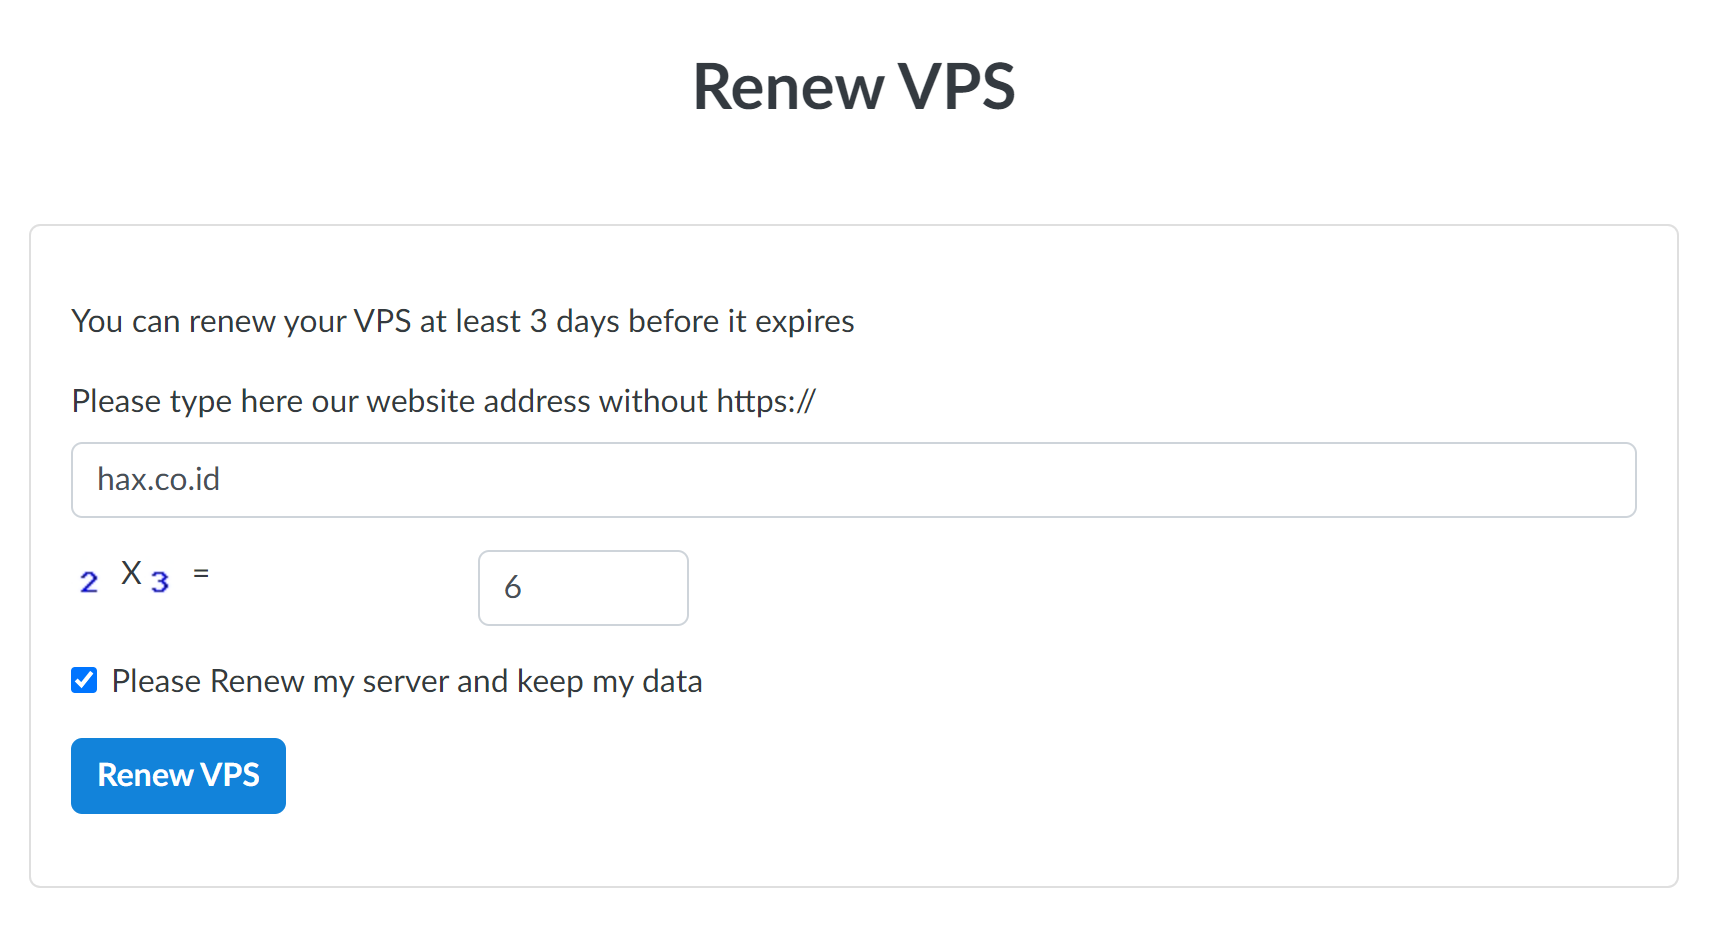 Renew VPS
You can renew your VPS at least 3 days before it expires
Please type here our website address without https://
hax.co.id
2 X 3 = 6
Please Renew my server and keep my data
Renew VPS